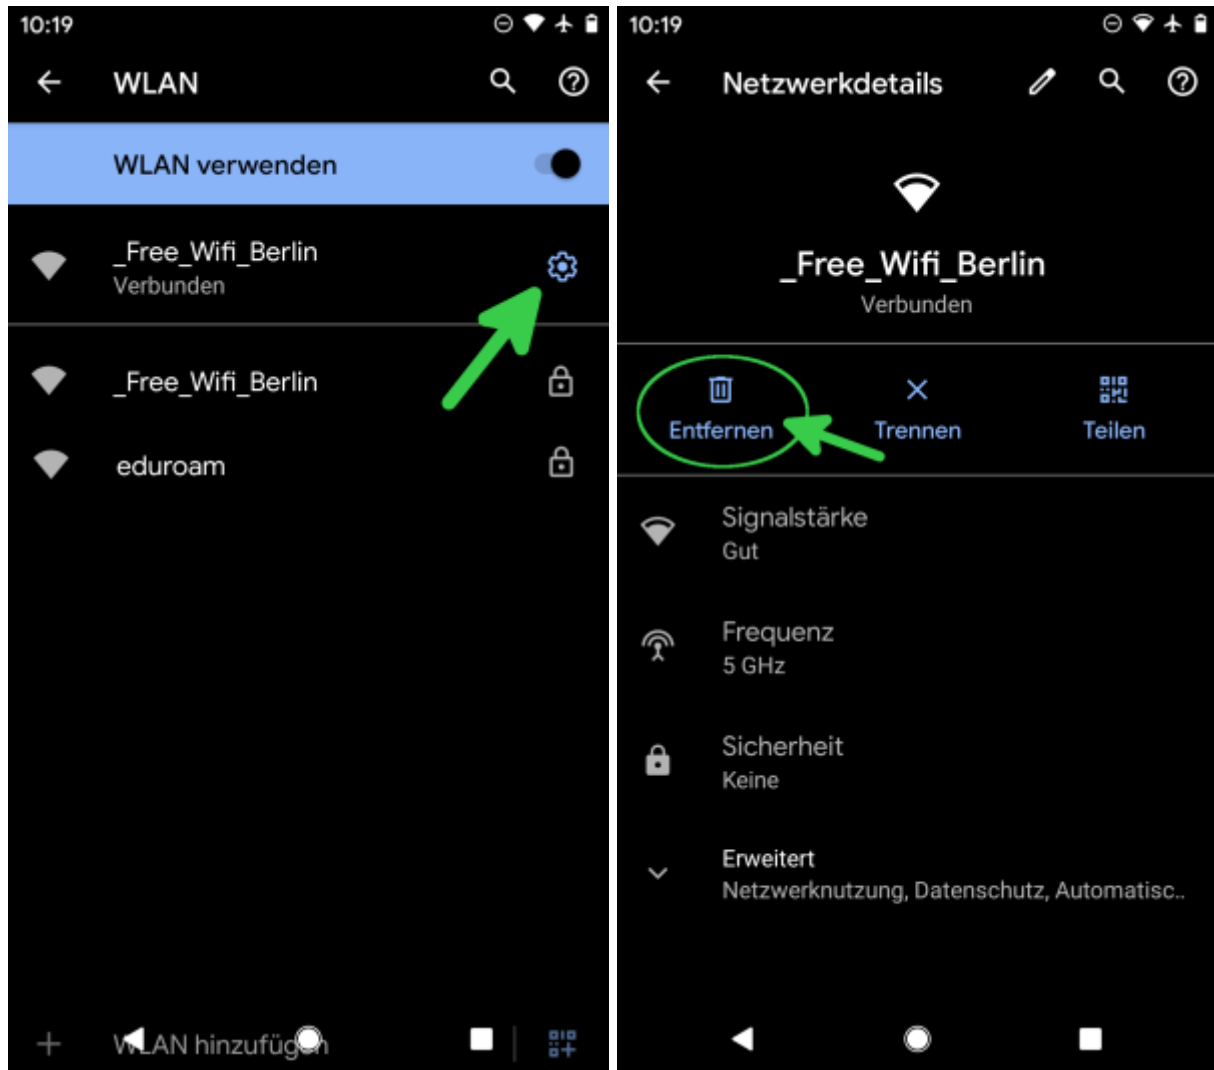 10:19
WLAN
WLAN verwenden
_Free_Wifi_Berlin
Verbunden
_Free_Wifi_Berlin
eduroam
WLAN hinzufügen
10:19
Netzwerkdetails
_Free_Wifi_Berlin
Verbunden
Entfernen
Trennen
Teilen
Signalstärke
Gut
Frequenz
5 GHz
Sicherheit
Keine
Erweitert
Netzwerknutzung, Datenschutz, Automatisc..